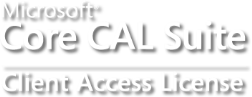 Microsoft®
Core CAL Suite
Client Access License